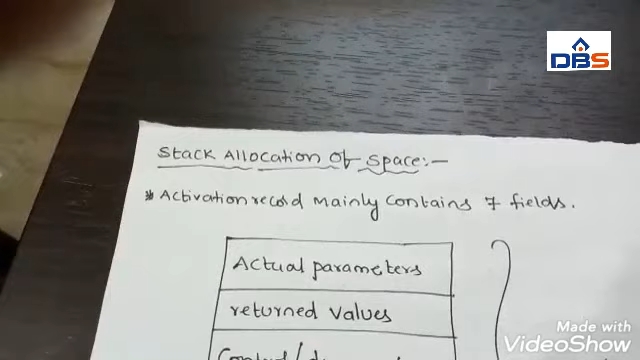 DBS
Stack Allocation Of Space:-
* Activation record Mainly Contains 7 fields.
Actual parameters
returned values
Made with
VideoShow